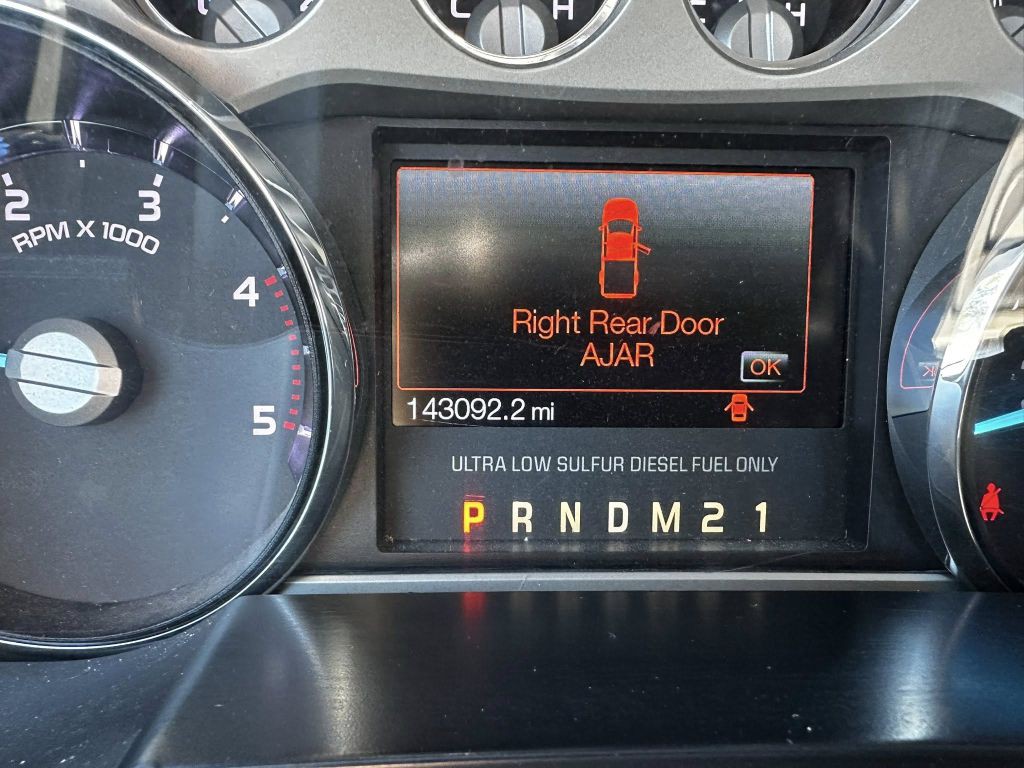 C H
H
2 3
RPM X 1000
4
5
Right Rear Door
AJAR
OK
143092.2 mi
ULTRA LOW SULFUR DIESEL FUEL ONLY
P R N D M 2 1